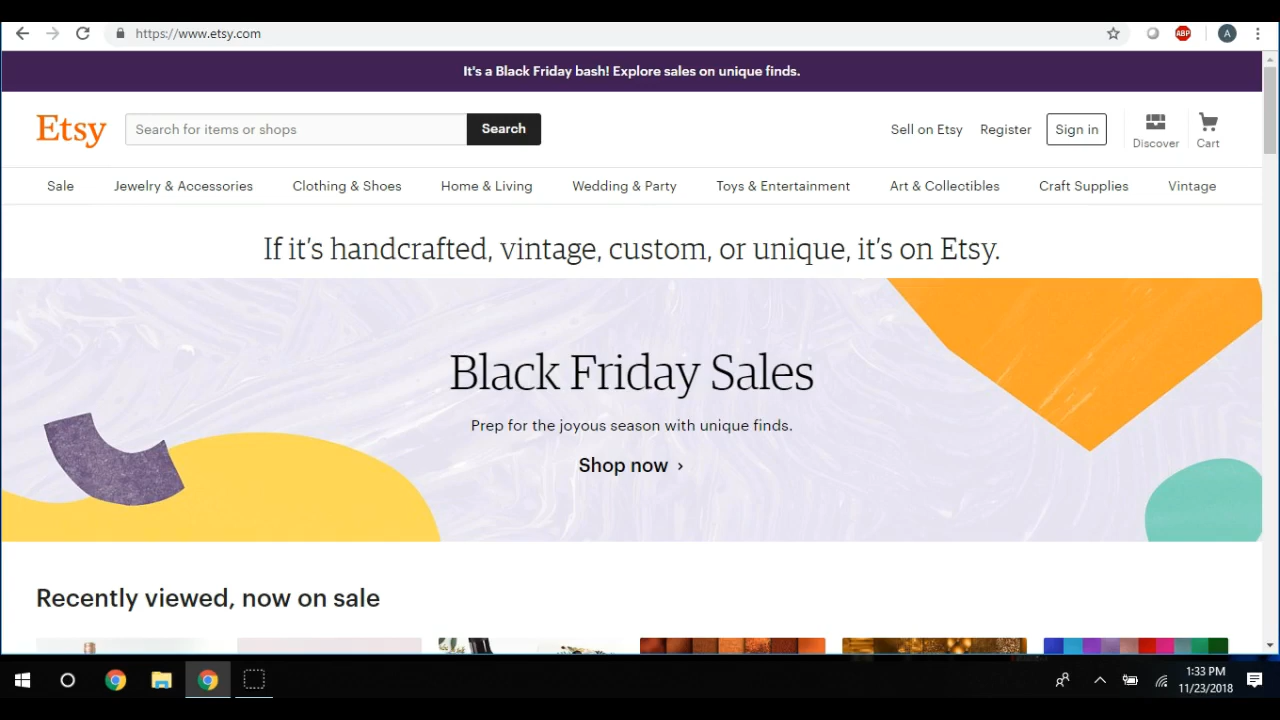 https://www.etsy.com
ABP
A
It's a Black Friday bash! Explore sales on unique finds.
Etsy
Search for items or shops
Search
Sell on Etsy
Register
Sign in
Discover
Cart
Sale
Jewelry & Accessories
Clothing & Shoes
Home & Living
Wedding & Party
Toys & Entertainment
Art & Collectibles
Craft Supplies
Vintage
If it's handcrafted, vintage, custom, or unique, it's on Etsy.
Black Friday Sales
Prep for the joyous season with unique finds.
Shop now ›
Recently viewed, now on sale
1:33 PM
11/23/2018